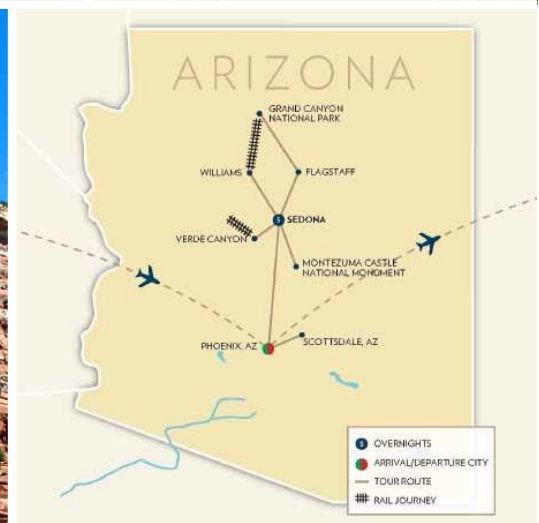 ARIZONA
GRAND CANYON
NATIONAL PARK
WILLIAMS
FLAGSTAFF
5 SEDONA
VERDE CANYON
MONTEZUMA CASTLE
NATIONAL MONUMENT
PHOENIX, AZ
SCOTTSDALE, AZ
5 OVERNIGHTS
ARRIVAL/DEPARTURE CITY
TOUR ROUTE
RAIL JOURNEY